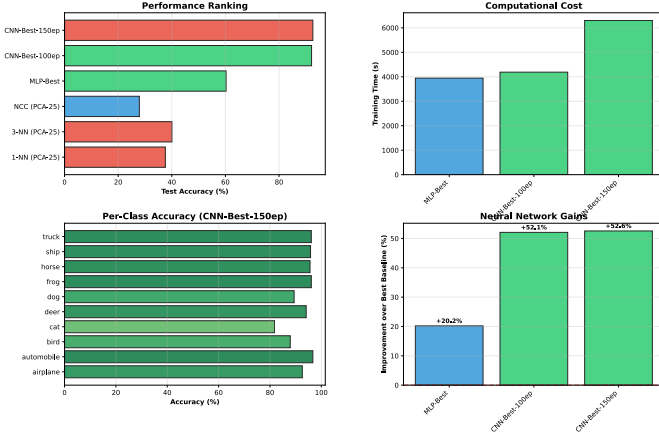 Performance Ranking
CNN-Best-150ep
CNN-Best-100ep
MLP-Best
NCC (PCA-25)
3-NN (PCA-25)
1-NN (PCA-25)
0 20 40 60 80
Test Accuracy (%)
Computational Cost
Training Time (s)
6000
5000
4000
3000
2000
1000
0
MLP-Best
CNN-Best-100ep
CNN-Best-150ep
Per-Class Accuracy (CNN-Best-150ep)
truck
ship
horse
frog
dog
deer
cat
bird
automobile
airplane
0 20 40 60 80 100
Accuracy (%)
Neural Network Gains
Improvement over Best Baseline (%)
50
40
30
20
10
0
+20.2%
+52.1%
+52.6%
MLP-Best
CNN-Best-100ep
CNN-Best-150ep